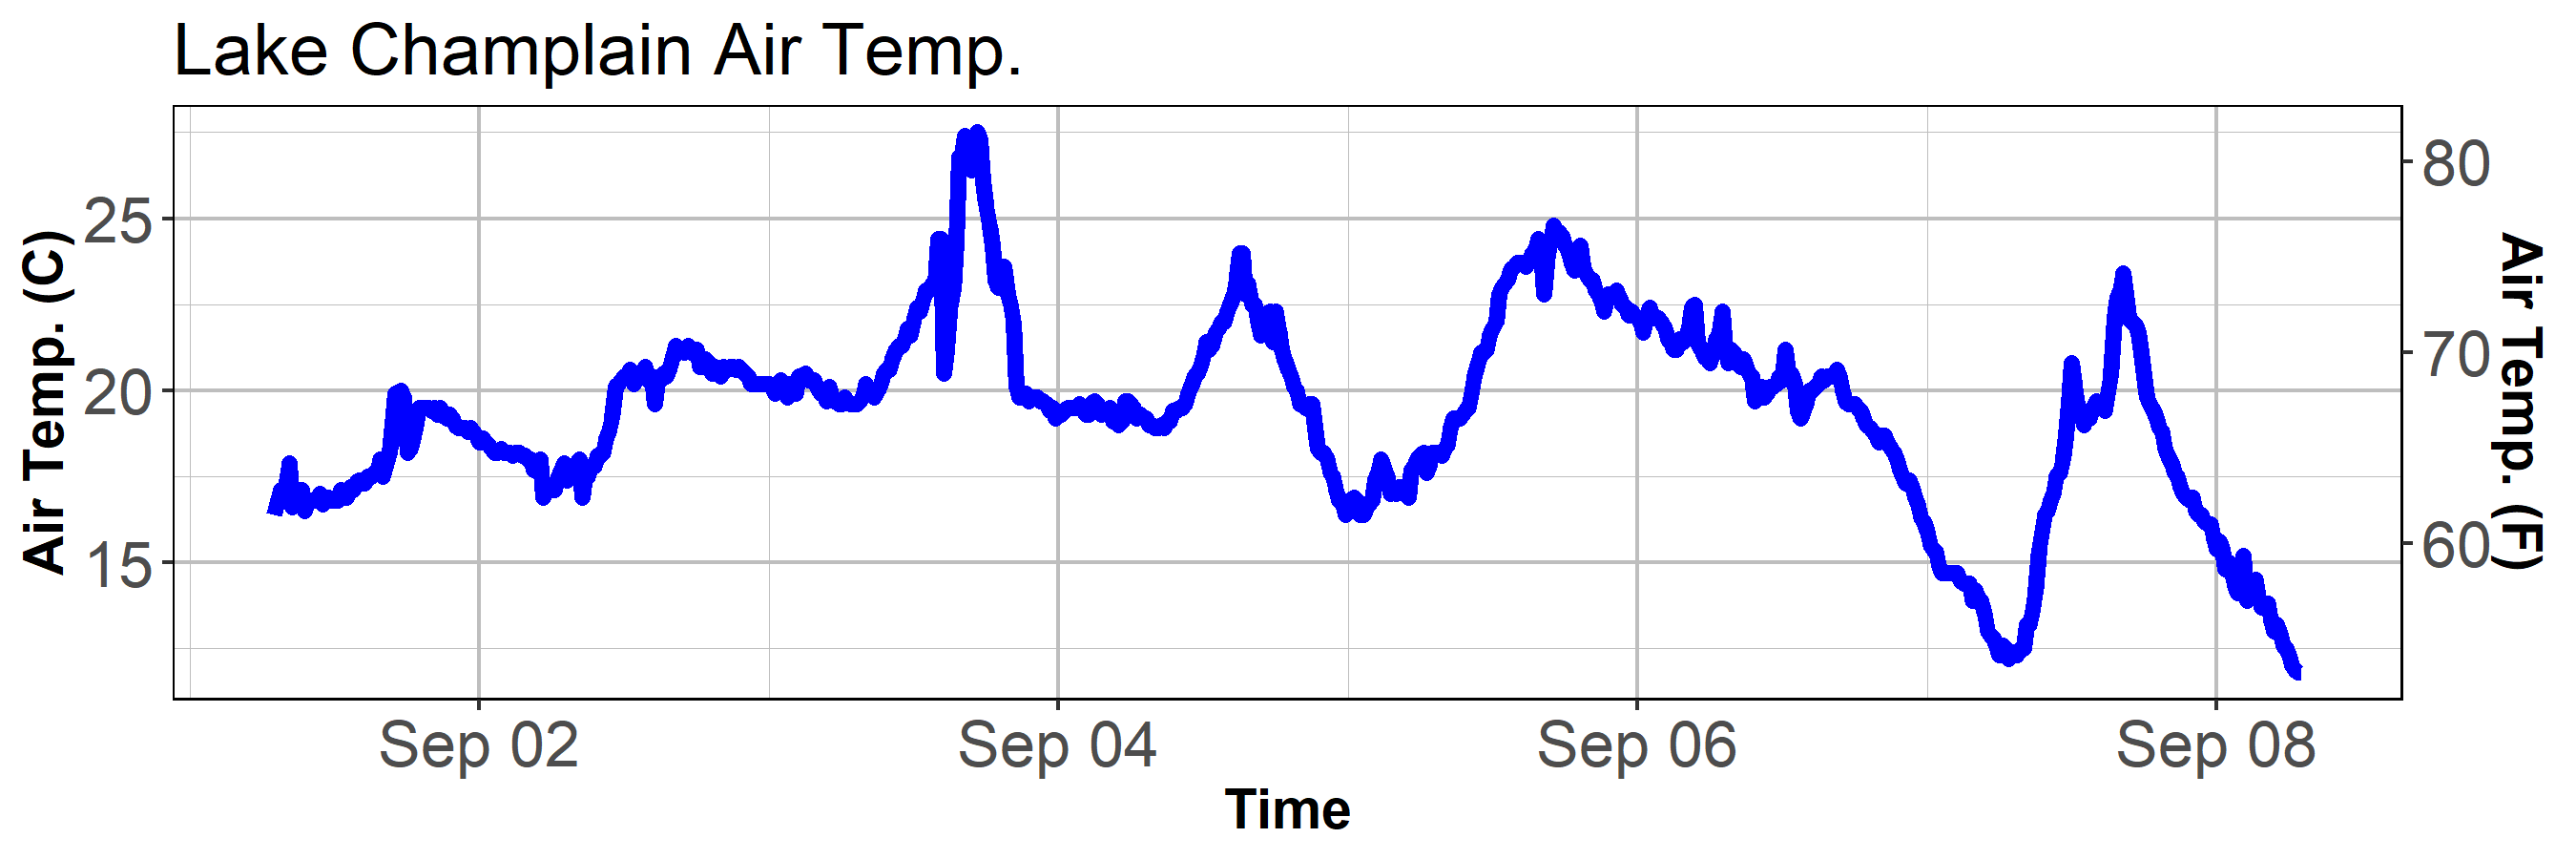 Lake Champlain Air Temp.
Air Temp. (C)
25
20
15
80
70
60
Air Temp. (F)
Sep 02
Sep 04
Sep 06
Sep 08
Time